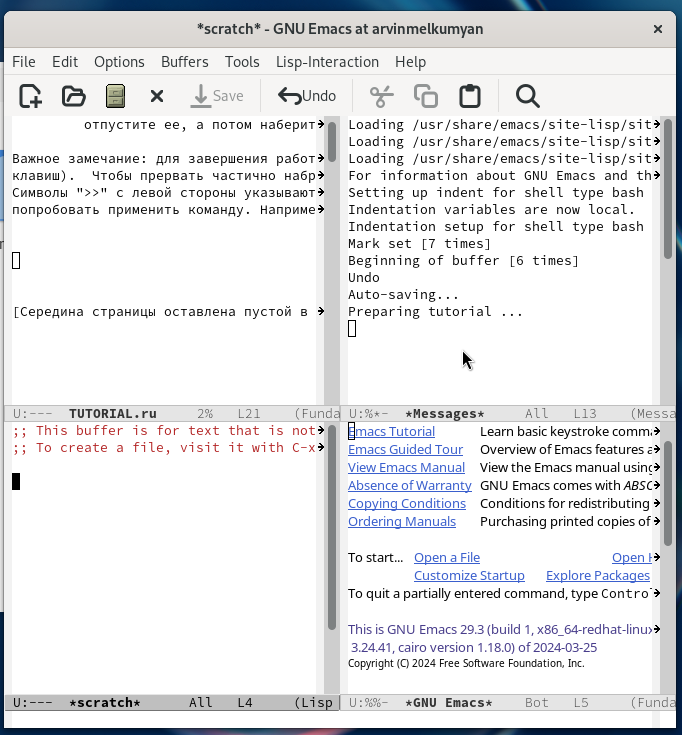 *scratch* - GNU Emacs at arvinmelkumyan
File Edit Options Buffers Tools Lisp-Interaction Help
Save Undo
отпустите ее, а потом наберит
Важное замечание: для завершения работ
клавиш). Чтобы прервать частично набр
Символы ">>" с левой стороны указывают
попробовать применить команду. Наприме
[Середина страницы оставлена пустой в
U:--- TUTORIAL.ru 2% L21 (Funda
Loading /usr/share/emacs/site-lisp/sit
Loading /usr/share/emacs/site-lisp/sit
Loading /usr/share/emacs/site-lisp/sit
For information about GNU Emacs and th
Setting up indent for shell type bash
Indentation variables are now local.
Indentation setup for shell type bash
Mark set [7 times]
Beginning of buffer [6 times]
Undo
Auto-saving...
Preparing tutorial ...
U:%*- *Messages* All L13 (Messa
;; This buffer is for text that is not
;; To create a file, visit it with C-x
U:--- *scratch* All L4 (Lisp
Emacs Tutorial Learn basic keystroke comma
Emacs Guided Tour Overview of Emacs features a
View Emacs Manual View the Emacs manual using
Absence of Warranty GNU Emacs comes with ABSO
Copying Conditions Conditions for redistributing
Ordering Manuals Purchasing printed copies of
To start... Open a File Open H
Customize Startup Explore Packages
To quit a partially entered command, type Contro
This is GNU Emacs 29.3 (build 1, x86_64-redhat-linux
3.24.41, cairo version 1.18.0) of 2024-03-25
Copyright (C) 2024 Free Software Foundation, Inc.
U:%%- *GNU Emacs* Bot L5 (Funda